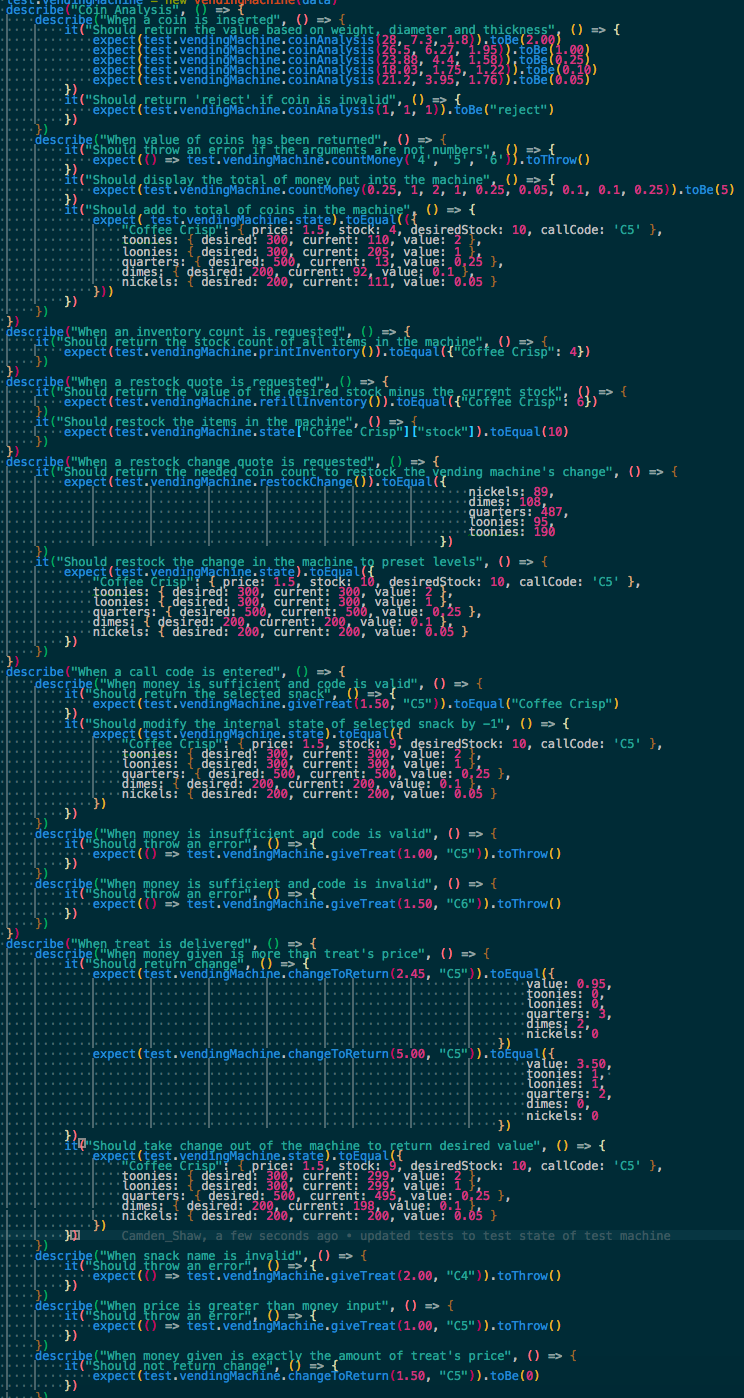 test.vendingMachine = new VendingMachine(data)
describe("Coin Analysis", () => {
describe("When a coin is inserted", () => {
it("Should return the value based on weight, diameter and thickness", () => {
expect(test.vendingMachine.coinAnalysis(28, 7.3, 1.8)).toBe(2.00)
expect(test.vendingMachine.coinAnalysis(26.5, 6.27, 1.95)).toBe(1.00)
expect(test.vendingMachine.coinAnalysis(23.88, 4.4, 1.58)).toBe(0.25)
expect(test.vendingMachine.coinAnalysis(18.03, 1.75, 1.22)).toBe(0.10)
expect(test.vendingMachine.coinAnalysis(21.2, 3.95, 1.76)).toBe(0.05)
})
it("Should return 'reject' if coin is invalid", () => {
expect(test.vendingMachine.coinAnalysis(1, 1, 1)).toBe("reject")
})
})
describe("When value of coins has been returned", () => {
it("Should throw an error if the arguments are not numbers", () => {
expect(() => test.vendingMachine.countMoney('4', '5', '6')).toThrow()
})
it("Should display the total of money put into the machine", () => {
expect(test.vendingMachine.countMoney(0.25, 1, 2, 1, 0.25, 0.05, 0.1, 0.1, 0.25)).toBe(5)
})
it("Should add to total of coins in the machine", () => {
expect( test.vendingMachine.state).toEqual(({
"Coffee Crisp": { price: 1.5, stock: 4, desiredStock: 10, callCode: 'C5' },
toonies: { desired: 300, current: 110, value: 2 },
loonies: { desired: 300, current: 205, value: 1 },
quarters: { desired: 500, current: 13, value: 0.25 },
dimes: { desired: 200, current: 92, value: 0.1 },
nickels: { desired: 200, current: 111, value: 0.05 }
}))
})
})
})
describe("When an inventory count is requested", () => {
it("Should return the stock count of all items in the machine", () => {
expect(test.vendingMachine.printInventory()).toEqual({"Coffee Crisp": 4})
})
})
describe("When a restock quote is requested", () => {
it("Should return the value of the desired stock minus the current stock", () => {
expect(test.vendingMachine.refillInventory()).toEqual({"Coffee Crisp": 6})
})
it("Should restock the items in the machine", () => {
expect(test.vendingMachine.state["Coffee Crisp"]["stock"]).toEqual(10)
})
})
describe("When a restock change quote is requested", () => {
it("Should return the needed coin count to restock the vending machine's change", () => {
expect(test.vendingMachine.restockChange()).toEqual({
nickels: 89,
dimes: 108,
quarters: 487,
loonies: 95,
toonies: 190
})
})
it("Should restock the change in the machine to preset levels", () => {
expect(test.vendingMachine.state).toEqual({
"Coffee Crisp": { price: 1.5, stock: 10, desiredStock: 10, callCode: 'C5' },
toonies: { desired: 300, current: 300, value: 2 },
loonies: { desired: 300, current: 300, value: 1 },
quarters: { desired: 500, current: 500, value: 0.25 },
dimes: { desired: 200, current: 200, value: 0.1 },
nickels: { desired: 200, current: 200, value: 0.05 }
})
})
})
describe("When a call code is entered", () => {
describe("When money is sufficient and code is valid", () => {
it("Should return the selected snack", () => {
expect(test.vendingMachine.giveTreat(1.50, "C5")).toEqual("Coffee Crisp")
})
it("Should modify the internal state of selected snack by -1", () => {
expect(test.vendingMachine.state).toEqual({
"Coffee Crisp": { price: 1.5, stock: 9, desiredStock: 10, callCode: 'C5' },
toonies: { desired: 300, current: 300, value: 2 },
loonies: { desired: 300, current: 300, value: 1 },
quarters: { desired: 500, current: 500, value: 0.25 },
dimes: { desired: 200, current: 200, value: 0.1 },
nickels: { desired: 200, current: 200, value: 0.05 }
})
})
})
describe("When money is insufficient and code is valid", () => {
it("Should throw an error", () => {
expect(() => test.vendingMachine.giveTreat(1.00, "C5")).toThrow()
})
})
describe("When money is sufficient and code is invalid", () => {
it("Should throw an error", () => {
expect(() => test.vendingMachine.giveTreat(1.50, "C6")).toThrow()
})
})
})
describe("When treat is delivered", () => {
describe("When money given is more than treat's price", () => {
it("Should return change", () => {
expect(test.vendingMachine.changeToReturn(2.45, "C5")).toEqual({
value: 0.95,
toonies: 0,
loonies: 0,
quarters: 3,
dimes: 2,
nickels: 0
})
expect(test.vendingMachine.changeToReturn(5.00, "C5")).toEqual({
value: 3.50,
toonies: 1,
loonies: 1,
quarters: 2,
dimes: 0,
nickels: 0
})
})
it("Should take change out of the machine to return desired value", () => {
expect(test.vendingMachine.state).toEqual({
"Coffee Crisp": { price: 1.5, stock: 9, desiredStock: 10, callCode: 'C5' },
toonies: { desired: 300, current: 299, value: 2 },
loonies: { desired: 300, current: 299, value: 1 },
quarters: { desired: 500, current: 495, value: 0.25 },
dimes: { desired: 200, current: 198, value: 0.1 },
nickels: { desired: 200, current: 200, value: 0.05 }
})
}) Camden_Shaw, a few seconds ago • updated tests to test state of test machine
})
describe("When snack name is invalid", () => {
it("Should throw an error", () => {
expect(() => test.vendingMachine.giveTreat(2.00, "C4")).toThrow()
})
})
describe("When price is greater than money input", () => {
it("Should throw an error", () => {
expect(() => test.vendingMachine.giveTreat(1.00, "C5")).toThrow()
})
})
describe("When money given is exactly the amount of treat's price", () => {
it("Should not return change", () => {
expect(test.vendingMachine.changeToReturn(1.50, "C5")).toBe(0)
})
})